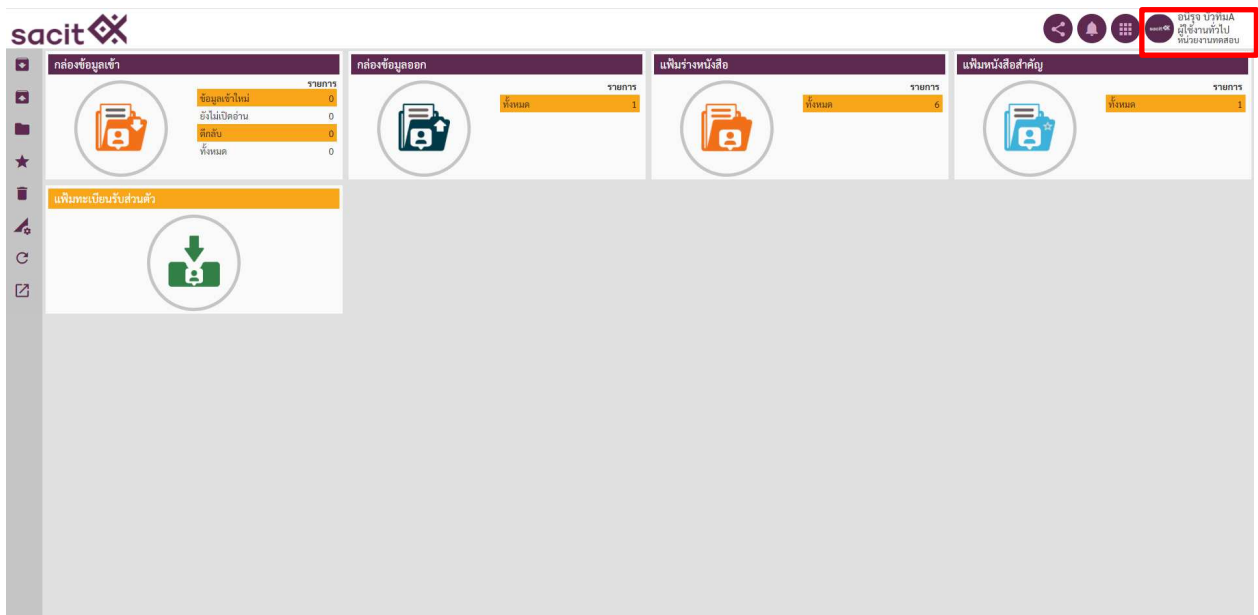 sacit
อนิรุจ บัวทิมA
ผู้ใช้งานทั่วไป
หน่วยงานทดสอบ
กล่องข้อมูลเข้า
รายการ
ข้อมูลเข้าใหม่ 0
ยังไม่เปิดอ่าน 0
ตีกลับ 0
ทั้งหมด 0
กล่องข้อมูลออก
รายการ
ทั้งหมด 1
แฟ้มร่างหนังสือ
รายการ
ทั้งหมด 6
แฟ้มหนังสือสำคัญ
รายการ
ทั้งหมด 1
แฟ้มทะเบียนรับส่วนตัว